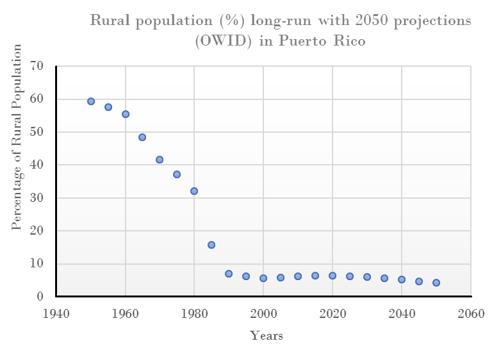 Rural population (%) long-run with 2050 projections
(OWID) in Puerto Rico
Percentage of Rural Population
70
60
50
40
30
20
10
0
1940 1960 1980 2000 2020 2040 2060
Years